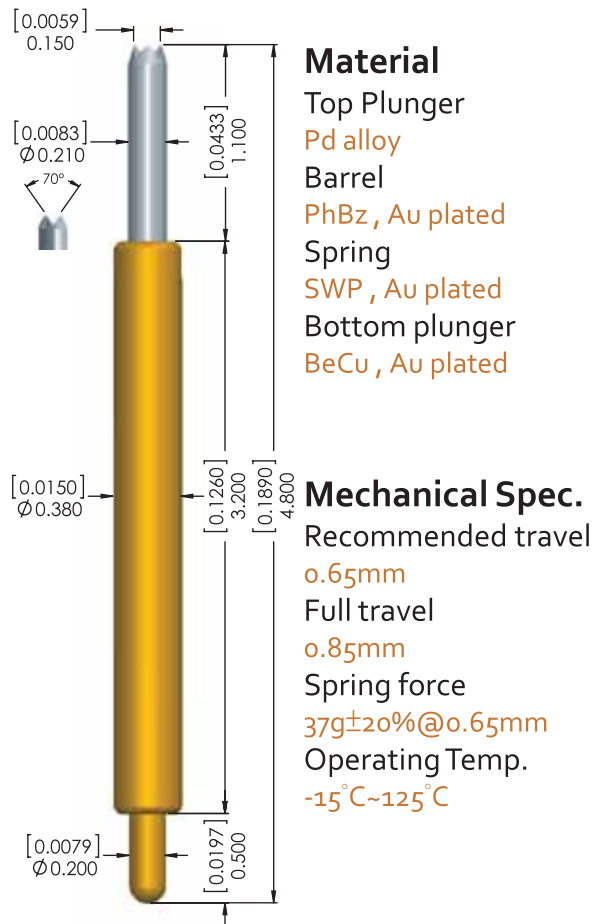 [0.0059]
0.150
[0.0083]
Ø0.210
70°
[0.0433]
1.100
[0.0150]
Ø0.380
[0.1260]
3.200
[0.1890]
4.800
[0.0079]
Ø0.200
[0.0197]
0.500
Material
Top Plunger
Pd alloy
Barrel
PhBz , Au plated
Spring
SWP , Au plated
Bottom plunger
BeCu , Au plated
Mechanical Spec.
Recommended travel
0.65mm
Full travel
0.85mm
Spring force
37g±20%@0.65mm
Operating Temp.
-15°C~125°C